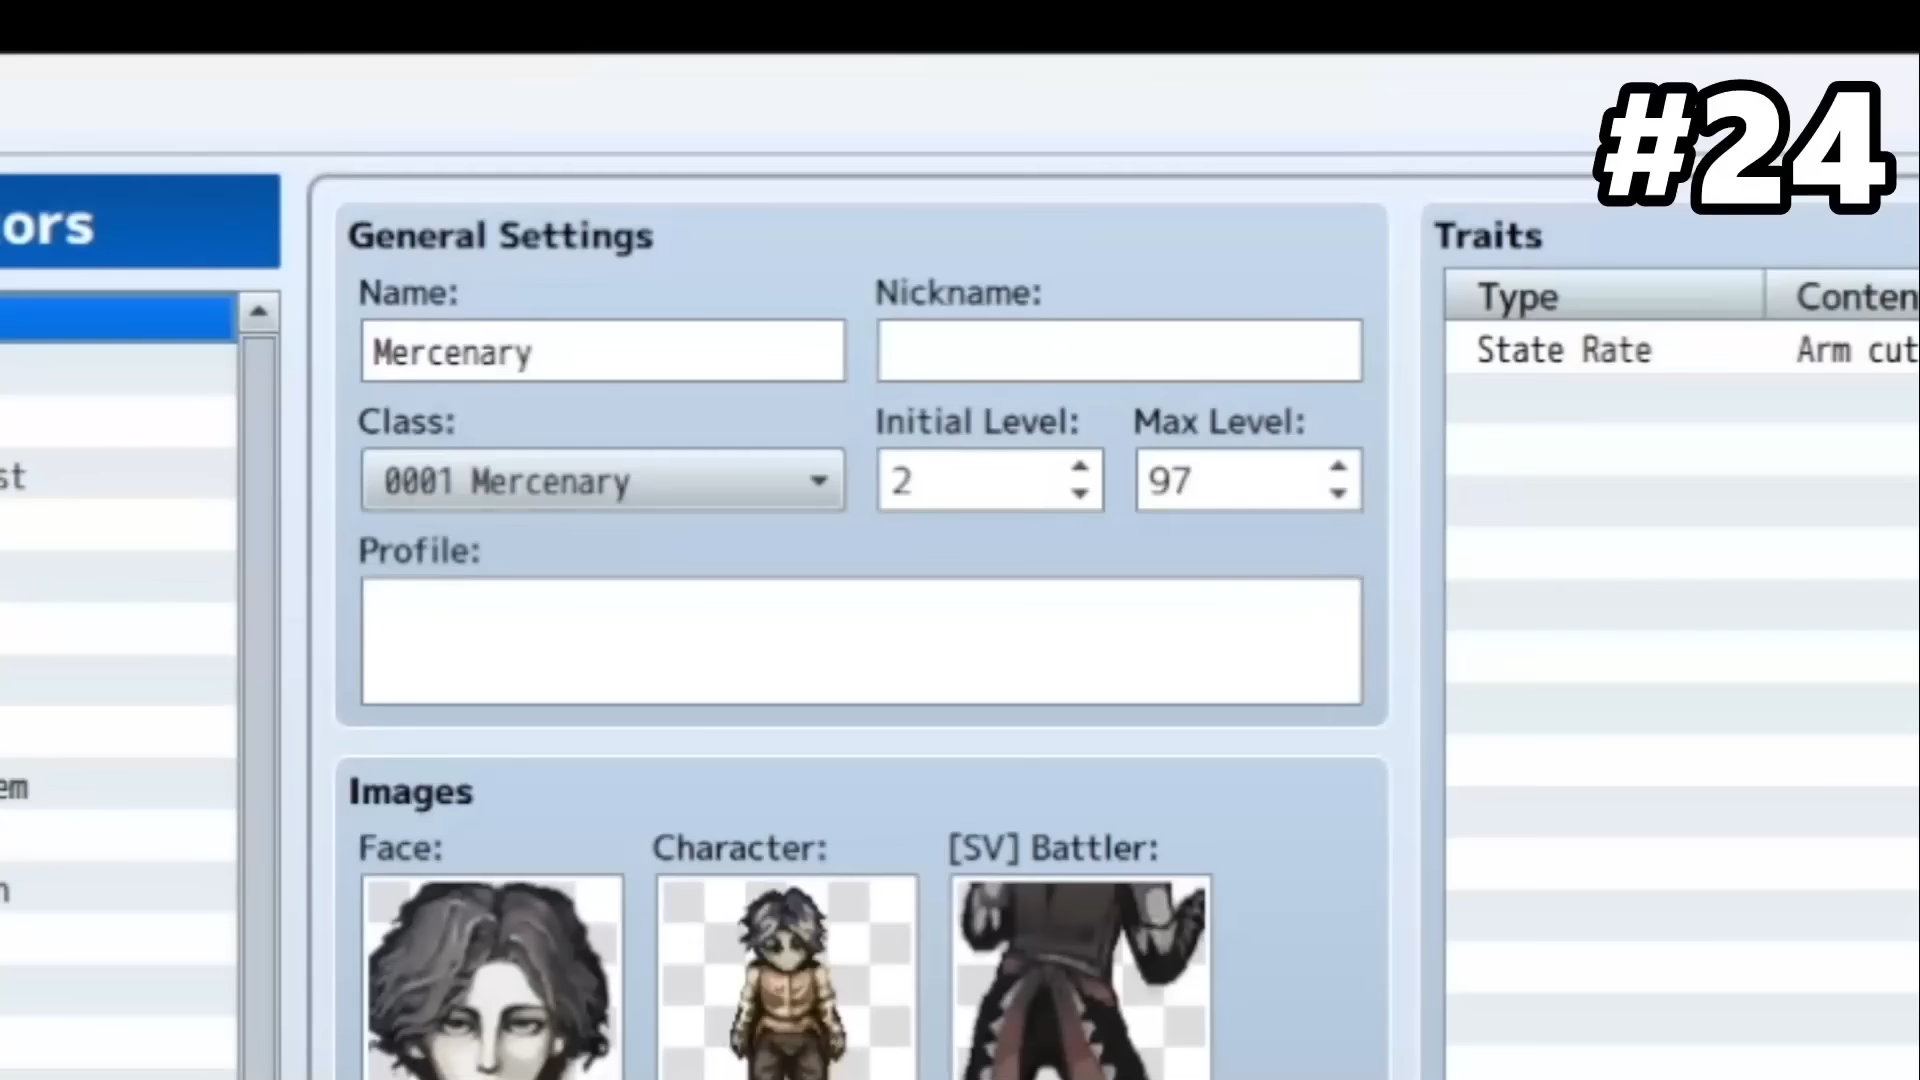 #24
ors
General Settings
Traits
Name:
Nickname:
Type
Conten
Mercenary
State Rate
Arm cut
Class:
Initial Level:
Max Level:
st
0001 Mercenary
2
97
Profile:
em
Images
Face:
Character:
[SV] Battler:
n